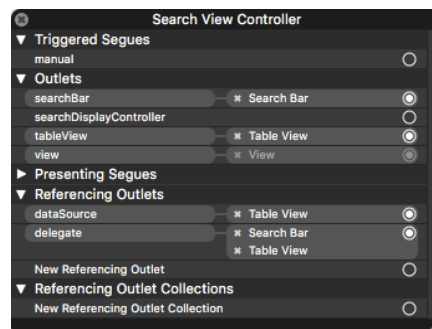 Search View Controller
Triggered Segues
manual
Outlets
searchBar Search Bar
searchDisplayController
tableView Table View
view View
Presenting Segues
Referencing Outlets
dataSource Table View
delegate Search Bar
Table View
New Referencing Outlet
Referencing Outlet Collections
New Referencing Outlet Collection